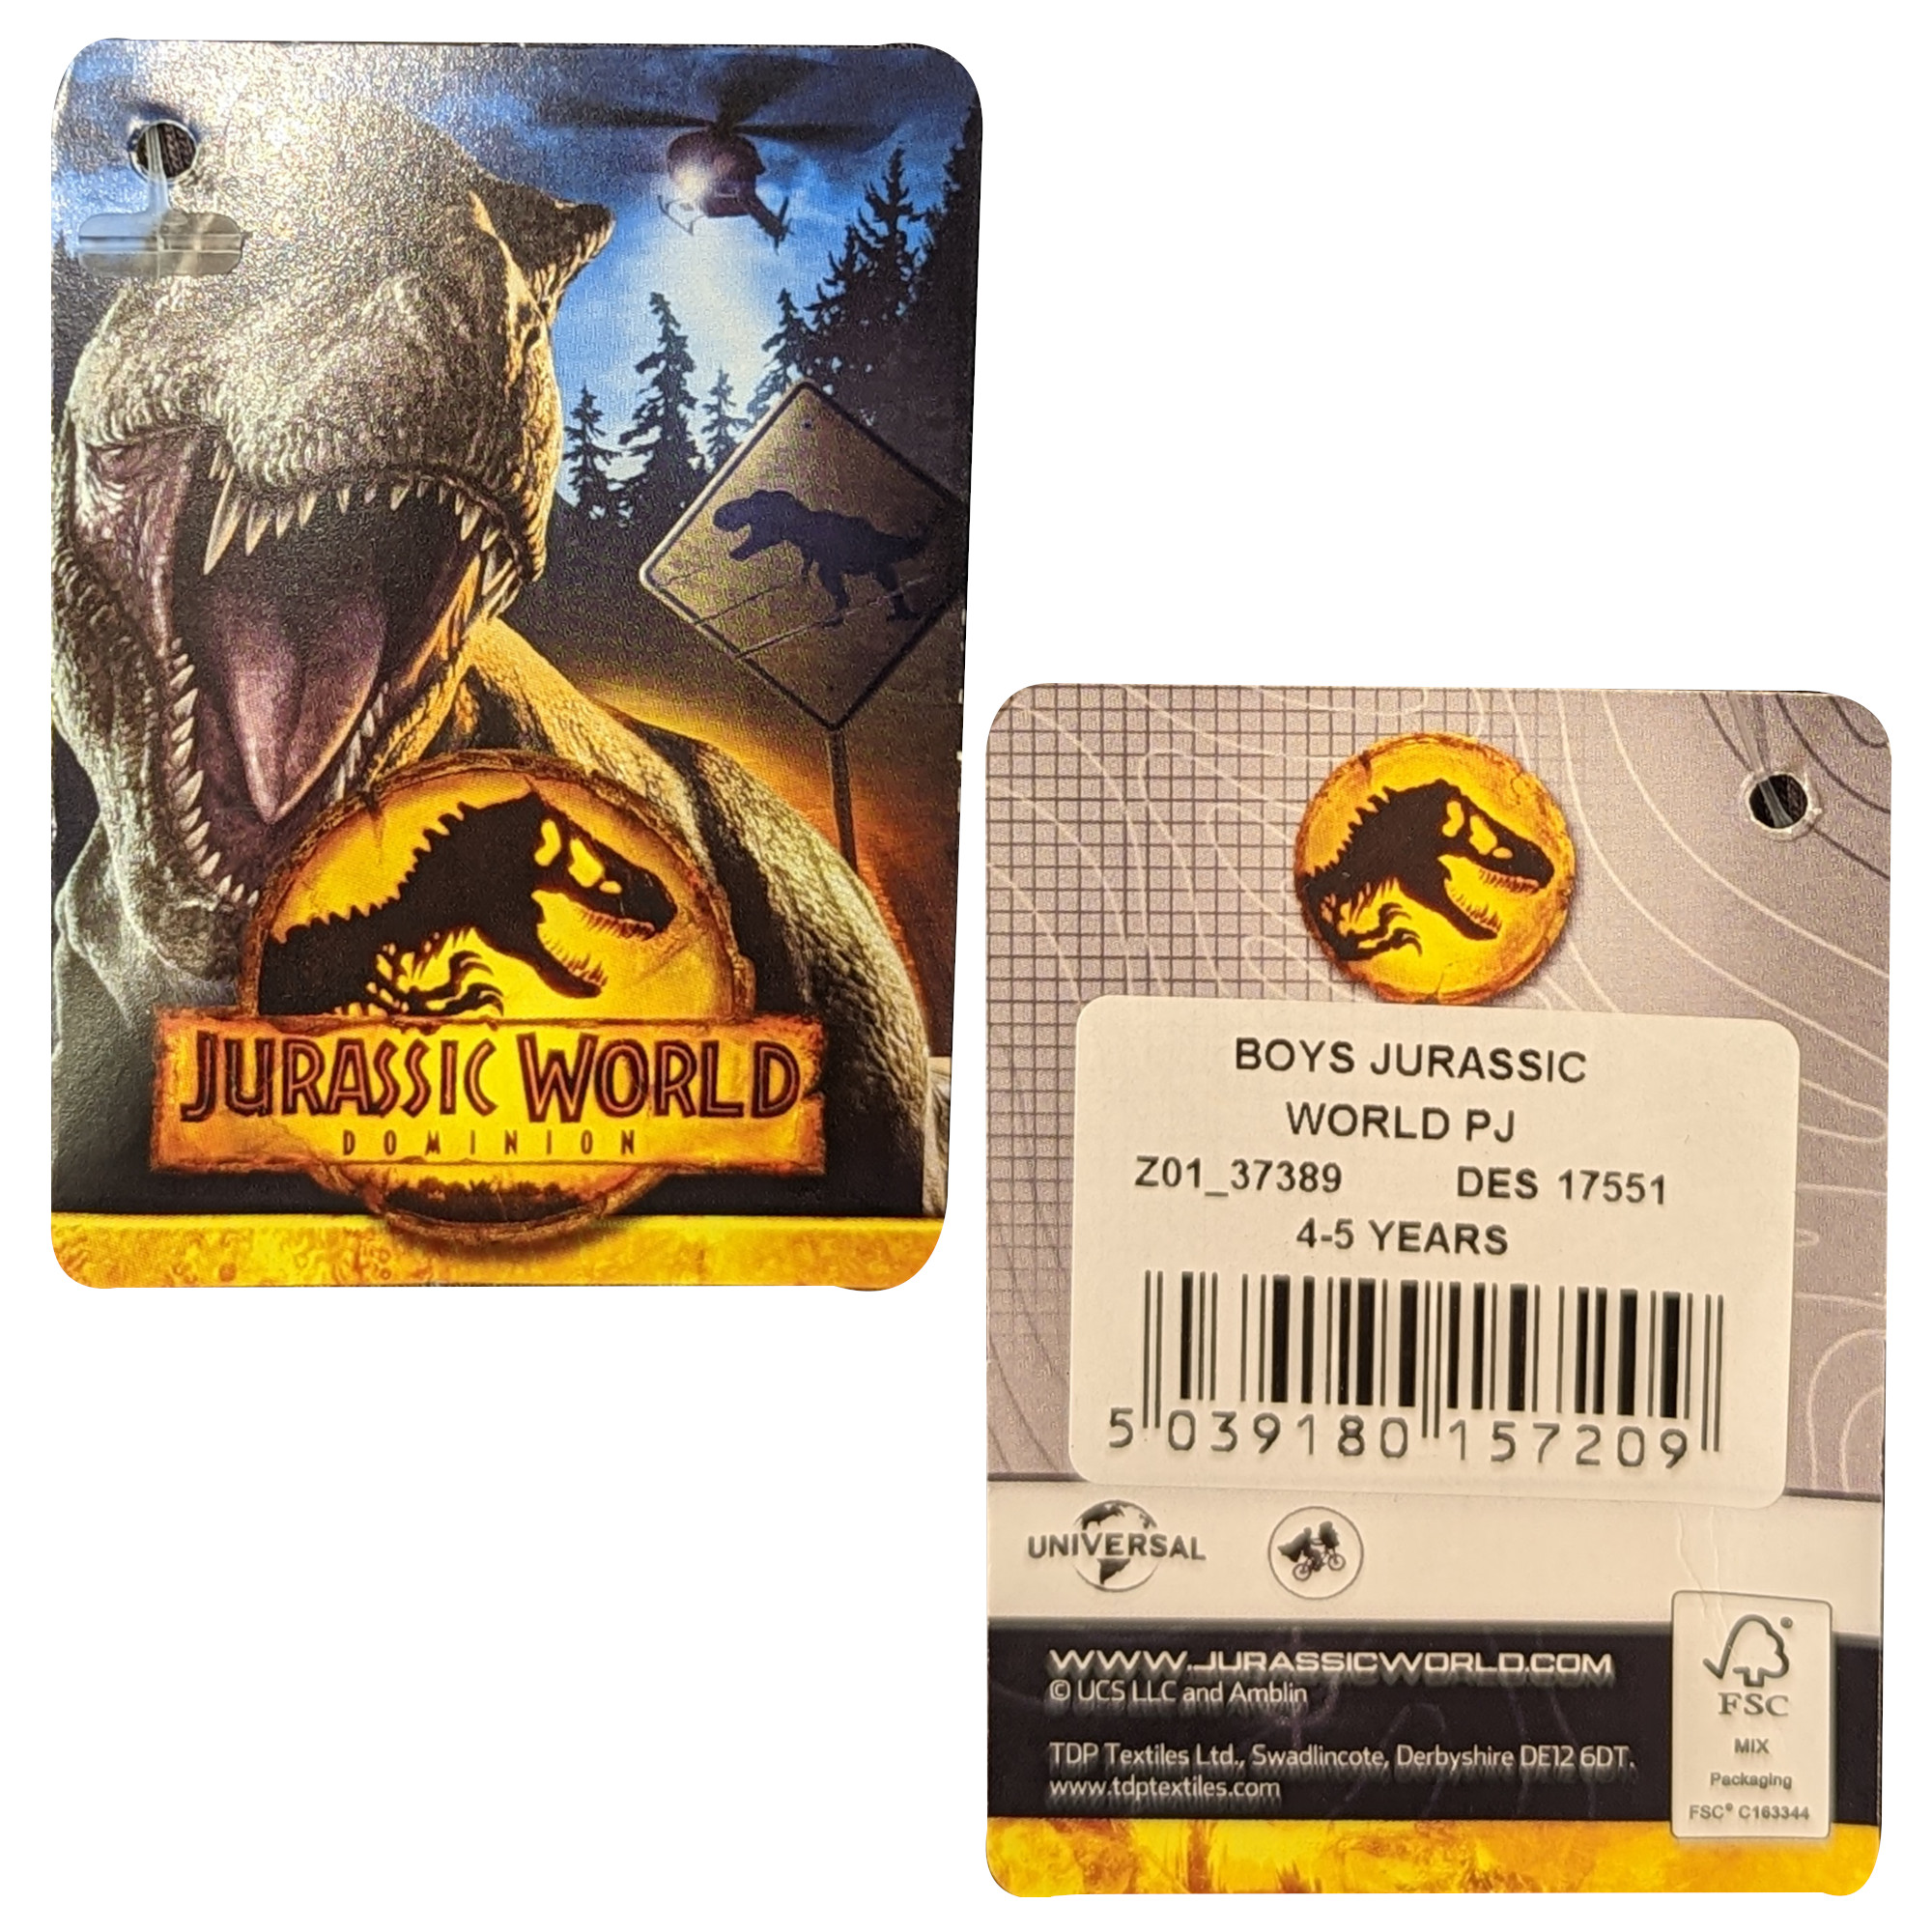 JURASSIC WORLD
DOMINION
BOYS JURASSIC
WORLD PJ
Z01_37389 DES 17551
4-5 YEARS
5 039180 157209
UNIVERSAL
WWW.JURASSICWORLD.COM
© UCS LLC and Amblin
TDP Textiles Ltd., Swadlincote, Derbyshire DE12 6DT.
www.tdptextiles.com
®
FSC
MIX
Packaging
FSC® C163344